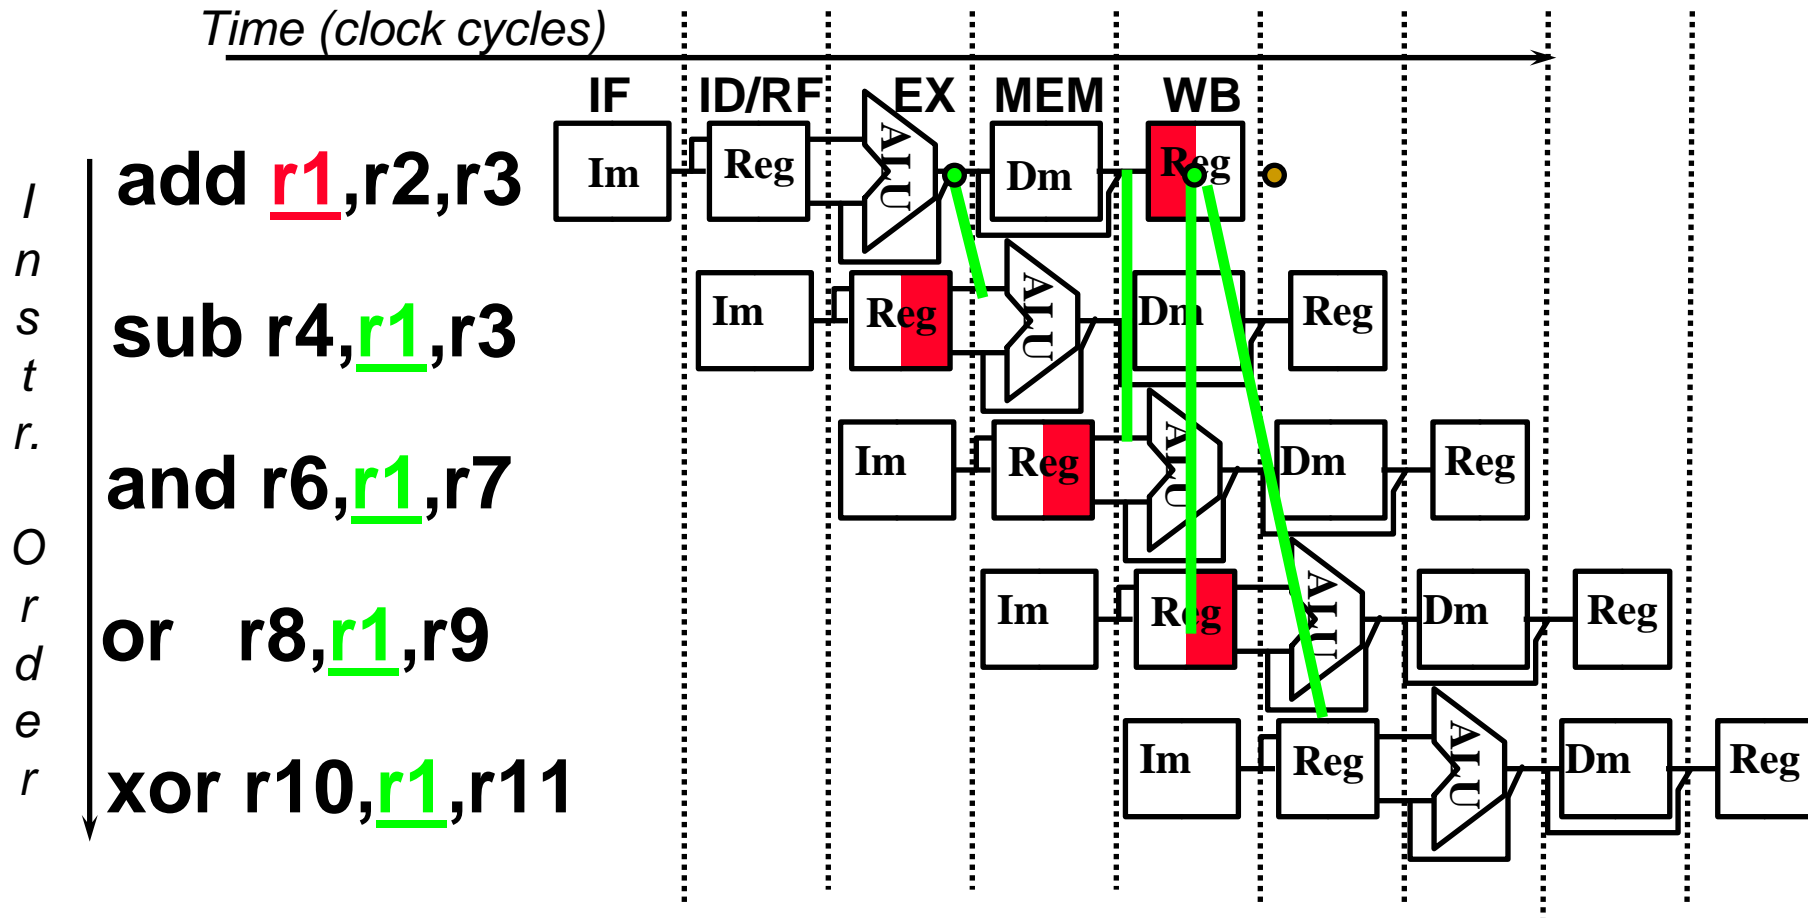 Time (clock cycles)
IF ID/RF EX MEM WB
Instr. Order
add r1,r2,r3 Im Reg ALU Dm Reg
sub r4,r1,r3 Im Reg ALU Dm Reg
and r6,r1,r7 Im Reg ALU Dm Reg
or r8,r1,r9 Im Reg ALU Dm Reg
xor r10,r1,r11 Im Reg ALU Dm Reg